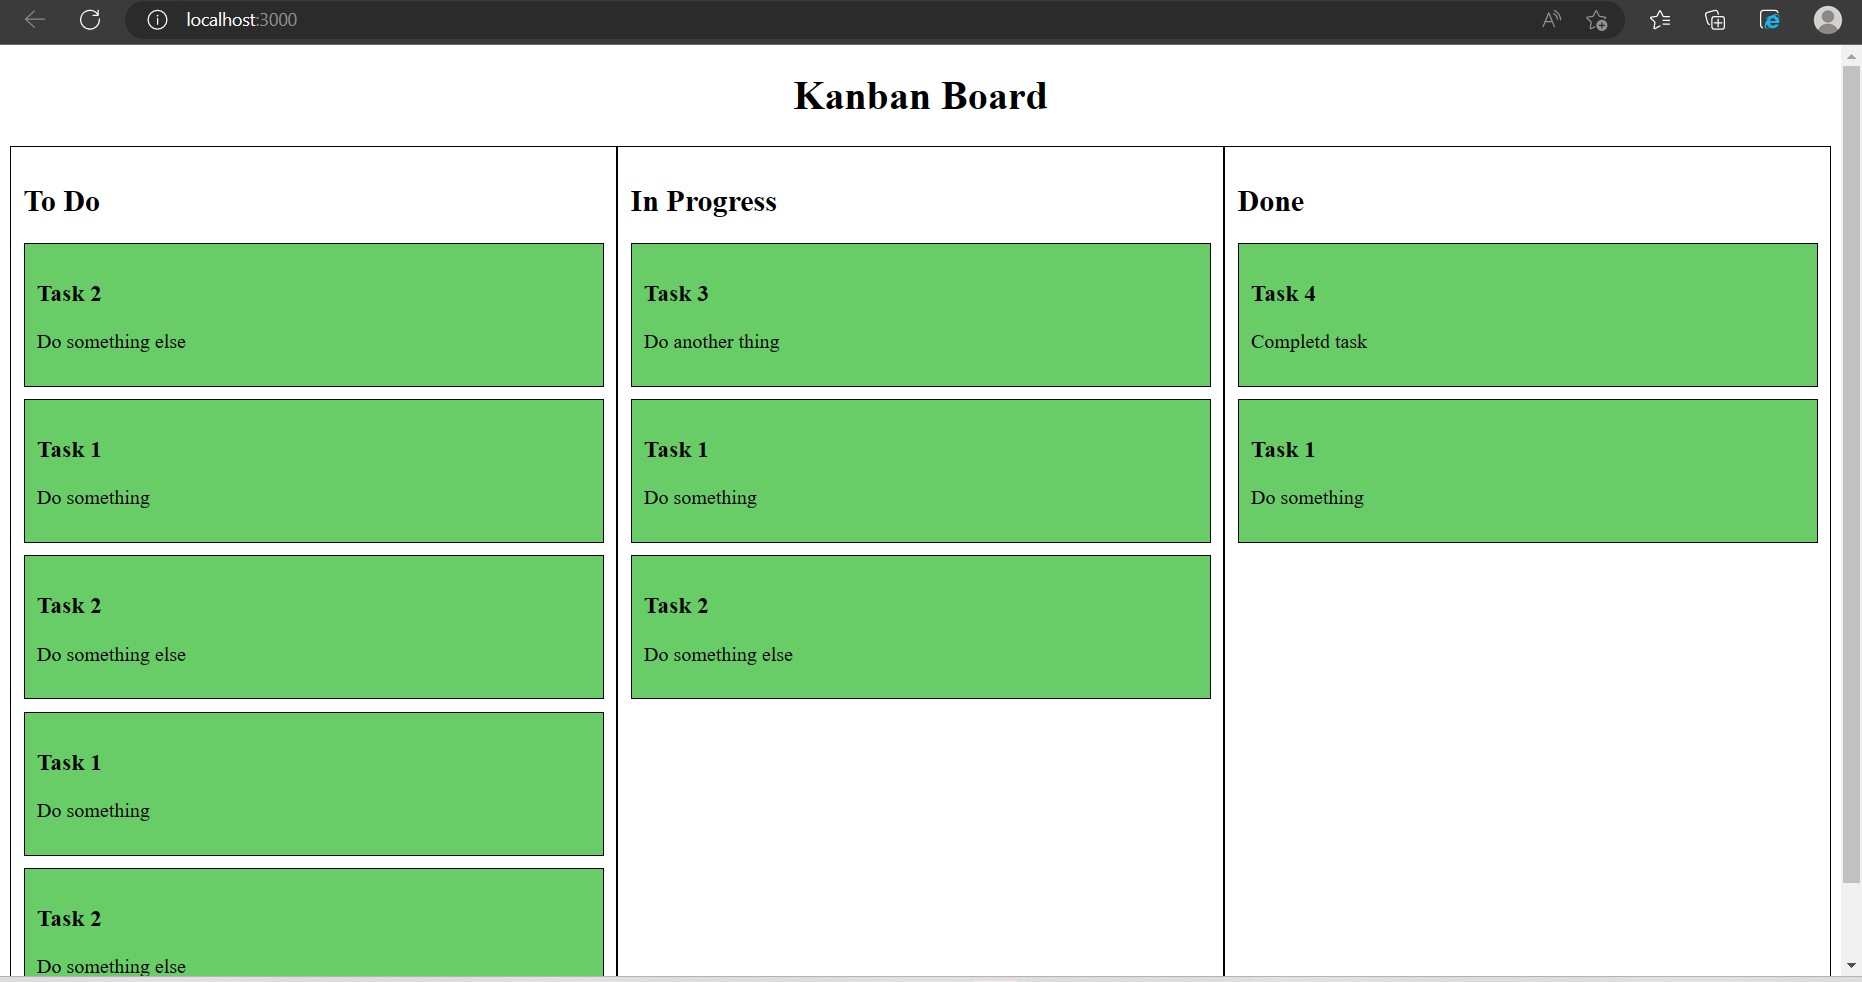 localhost:3000
Kanban Board
To Do
Task 2
Do something else
Task 1
Do something
Task 2
Do something else
Task 1
Do something
Task 2
Do something else
In Progress
Task 3
Do another thing
Task 1
Do something
Task 2
Do something else
Done
Task 4
Completd task
Task 1
Do something